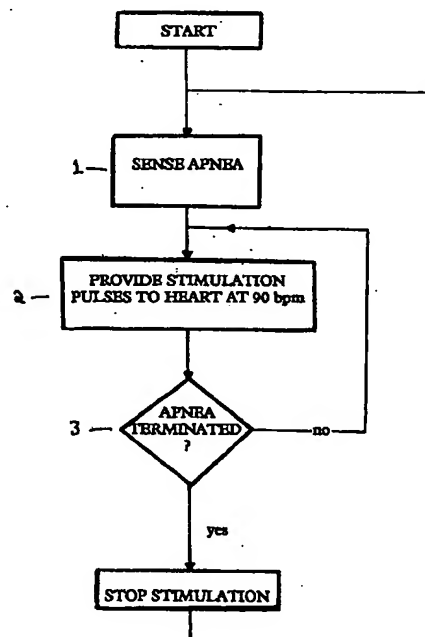 START
1 — SENSE APNEA
PROVIDE STIMULATION
2 — PULSES TO HEART AT 90 bpm
APNEA
3 — TERMINATED
?
no
yes
STOP STIMULATION